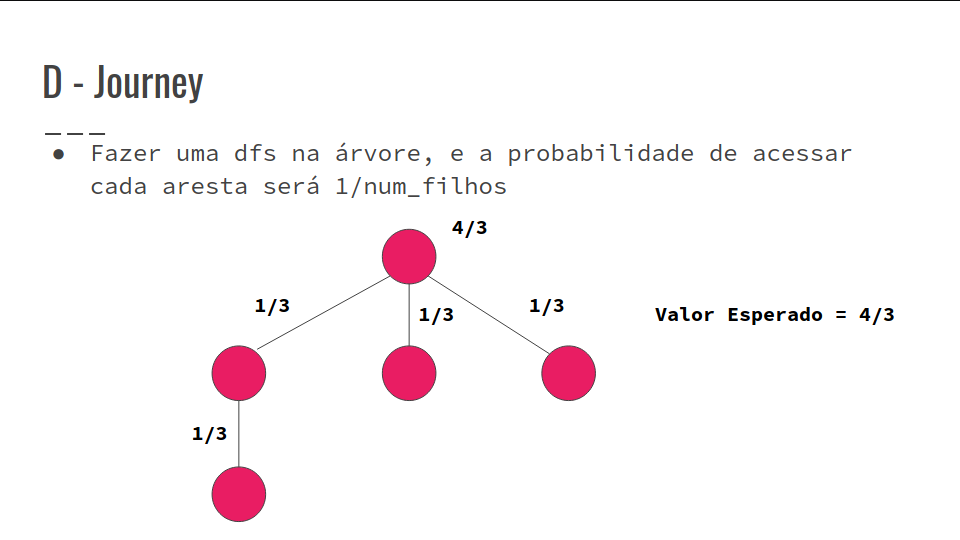 D - Journey
● Fazer uma dfs na árvore, e a probabilidade de acessar
cada aresta será 1/num_filhos
4/3
1/3
1/3
1/3
Valor Esperado = 4/3
1/3